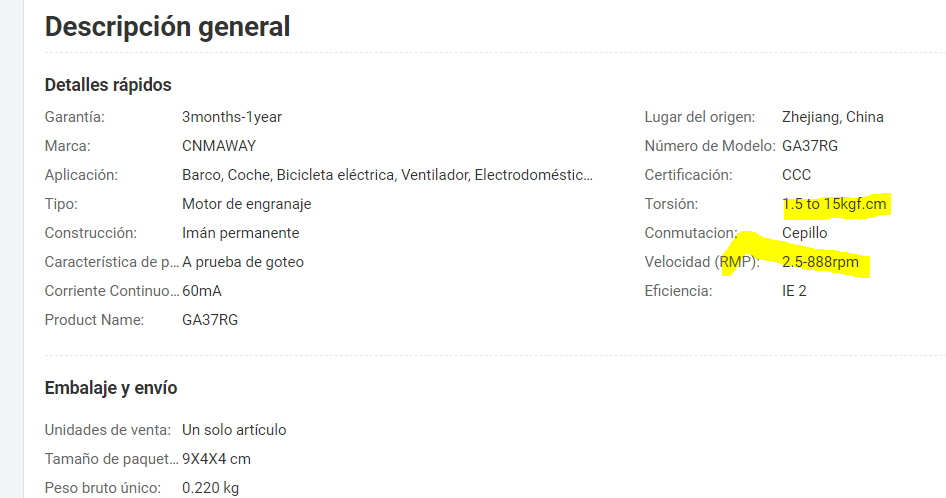 Descripción general
Detalles rápidos
Garantía: 3months-1year
Lugar del origen: Zhejiang, China
Marca: CNMAWAY
Número de Modelo: GA37RG
Aplicación: Barco, Coche, Bicicleta eléctrica, Ventilador, Electrodoméstic...
Certificación: CCC
Tipo: Motor de engranaje
Torsión: 1.5 to 15kgf.cm
Construcción: Imán permanente
Conmutacion: Cepillo
Característica de p... A prueba de goteo
Velocidad (RMP): 2.5-888rpm
Corriente Continuo... 60mA
Eficiencia: IE 2
Product Name: GA37RG
Embalaje y envío
Unidades de venta: Un solo artículo
Tamaño de paquet... 9X4X4 cm
Peso bruto único: 0.220 kg